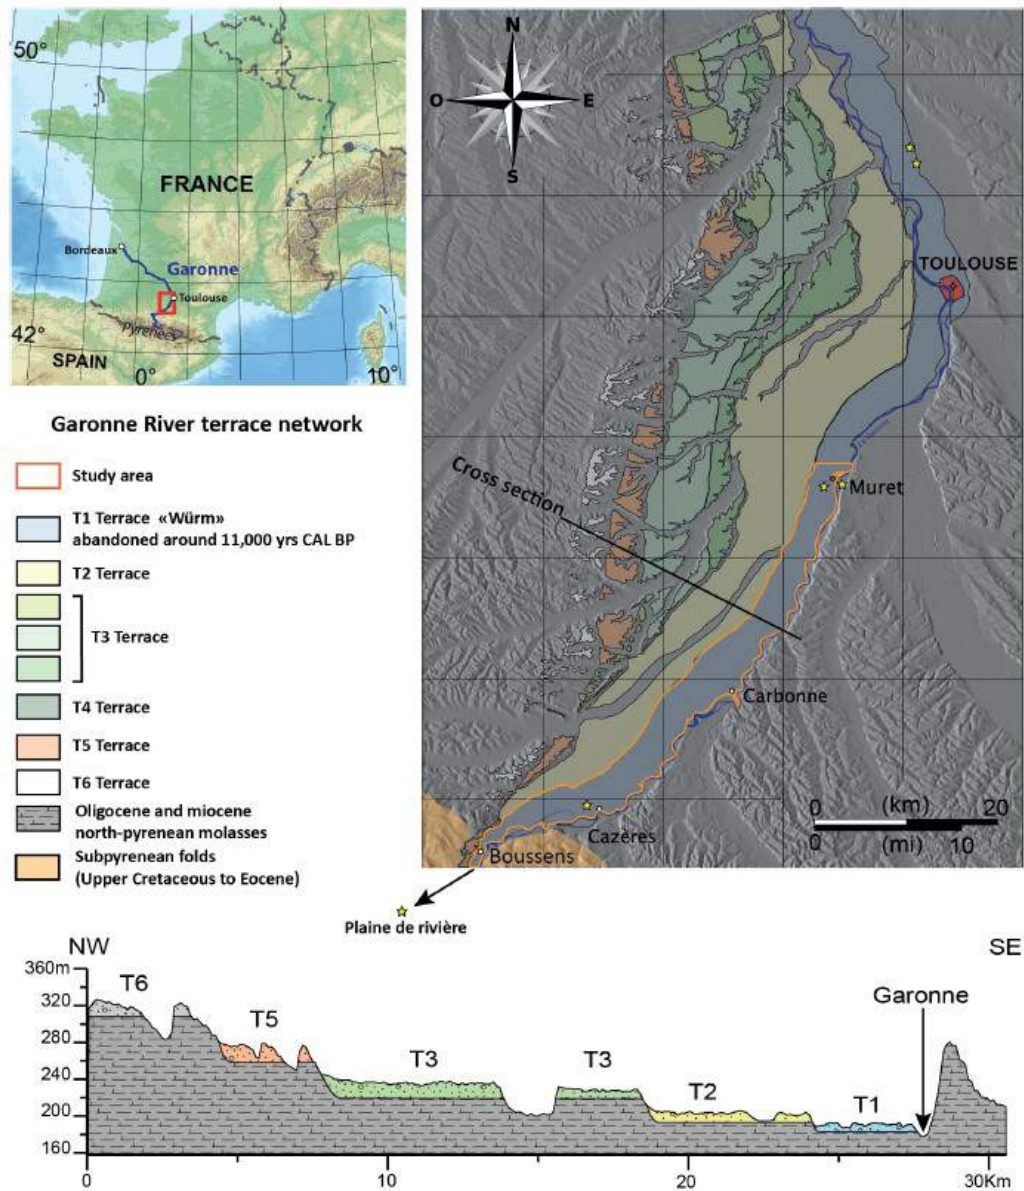 50°
FRANCE
Bordeaux
Garonne
Toulouse
Pyrenees
42°
SPAIN
0°
10°
N
O
E
S
TOULOUSE
Cross section
Muret
Carbonne
Cazères
Boussens
0
(km)
20
0
(mi)
10
Garonne River terrace network
Study area
T1 Terrace «Würm»
abandoned around 11,000 yrs CAL BP
T2 Terrace
T3 Terrace
T4 Terrace
T5 Terrace
T6 Terrace
Oligocene and miocene
north-pyrenean molasses
Subpyrenean folds
(Upper Cretaceous to Eocene)
Plaine de rivière
NW
SE
360m
320
280
240
200
160
T6
T5
T3
T3
T2
T1
Garonne
0
10
20
30Km